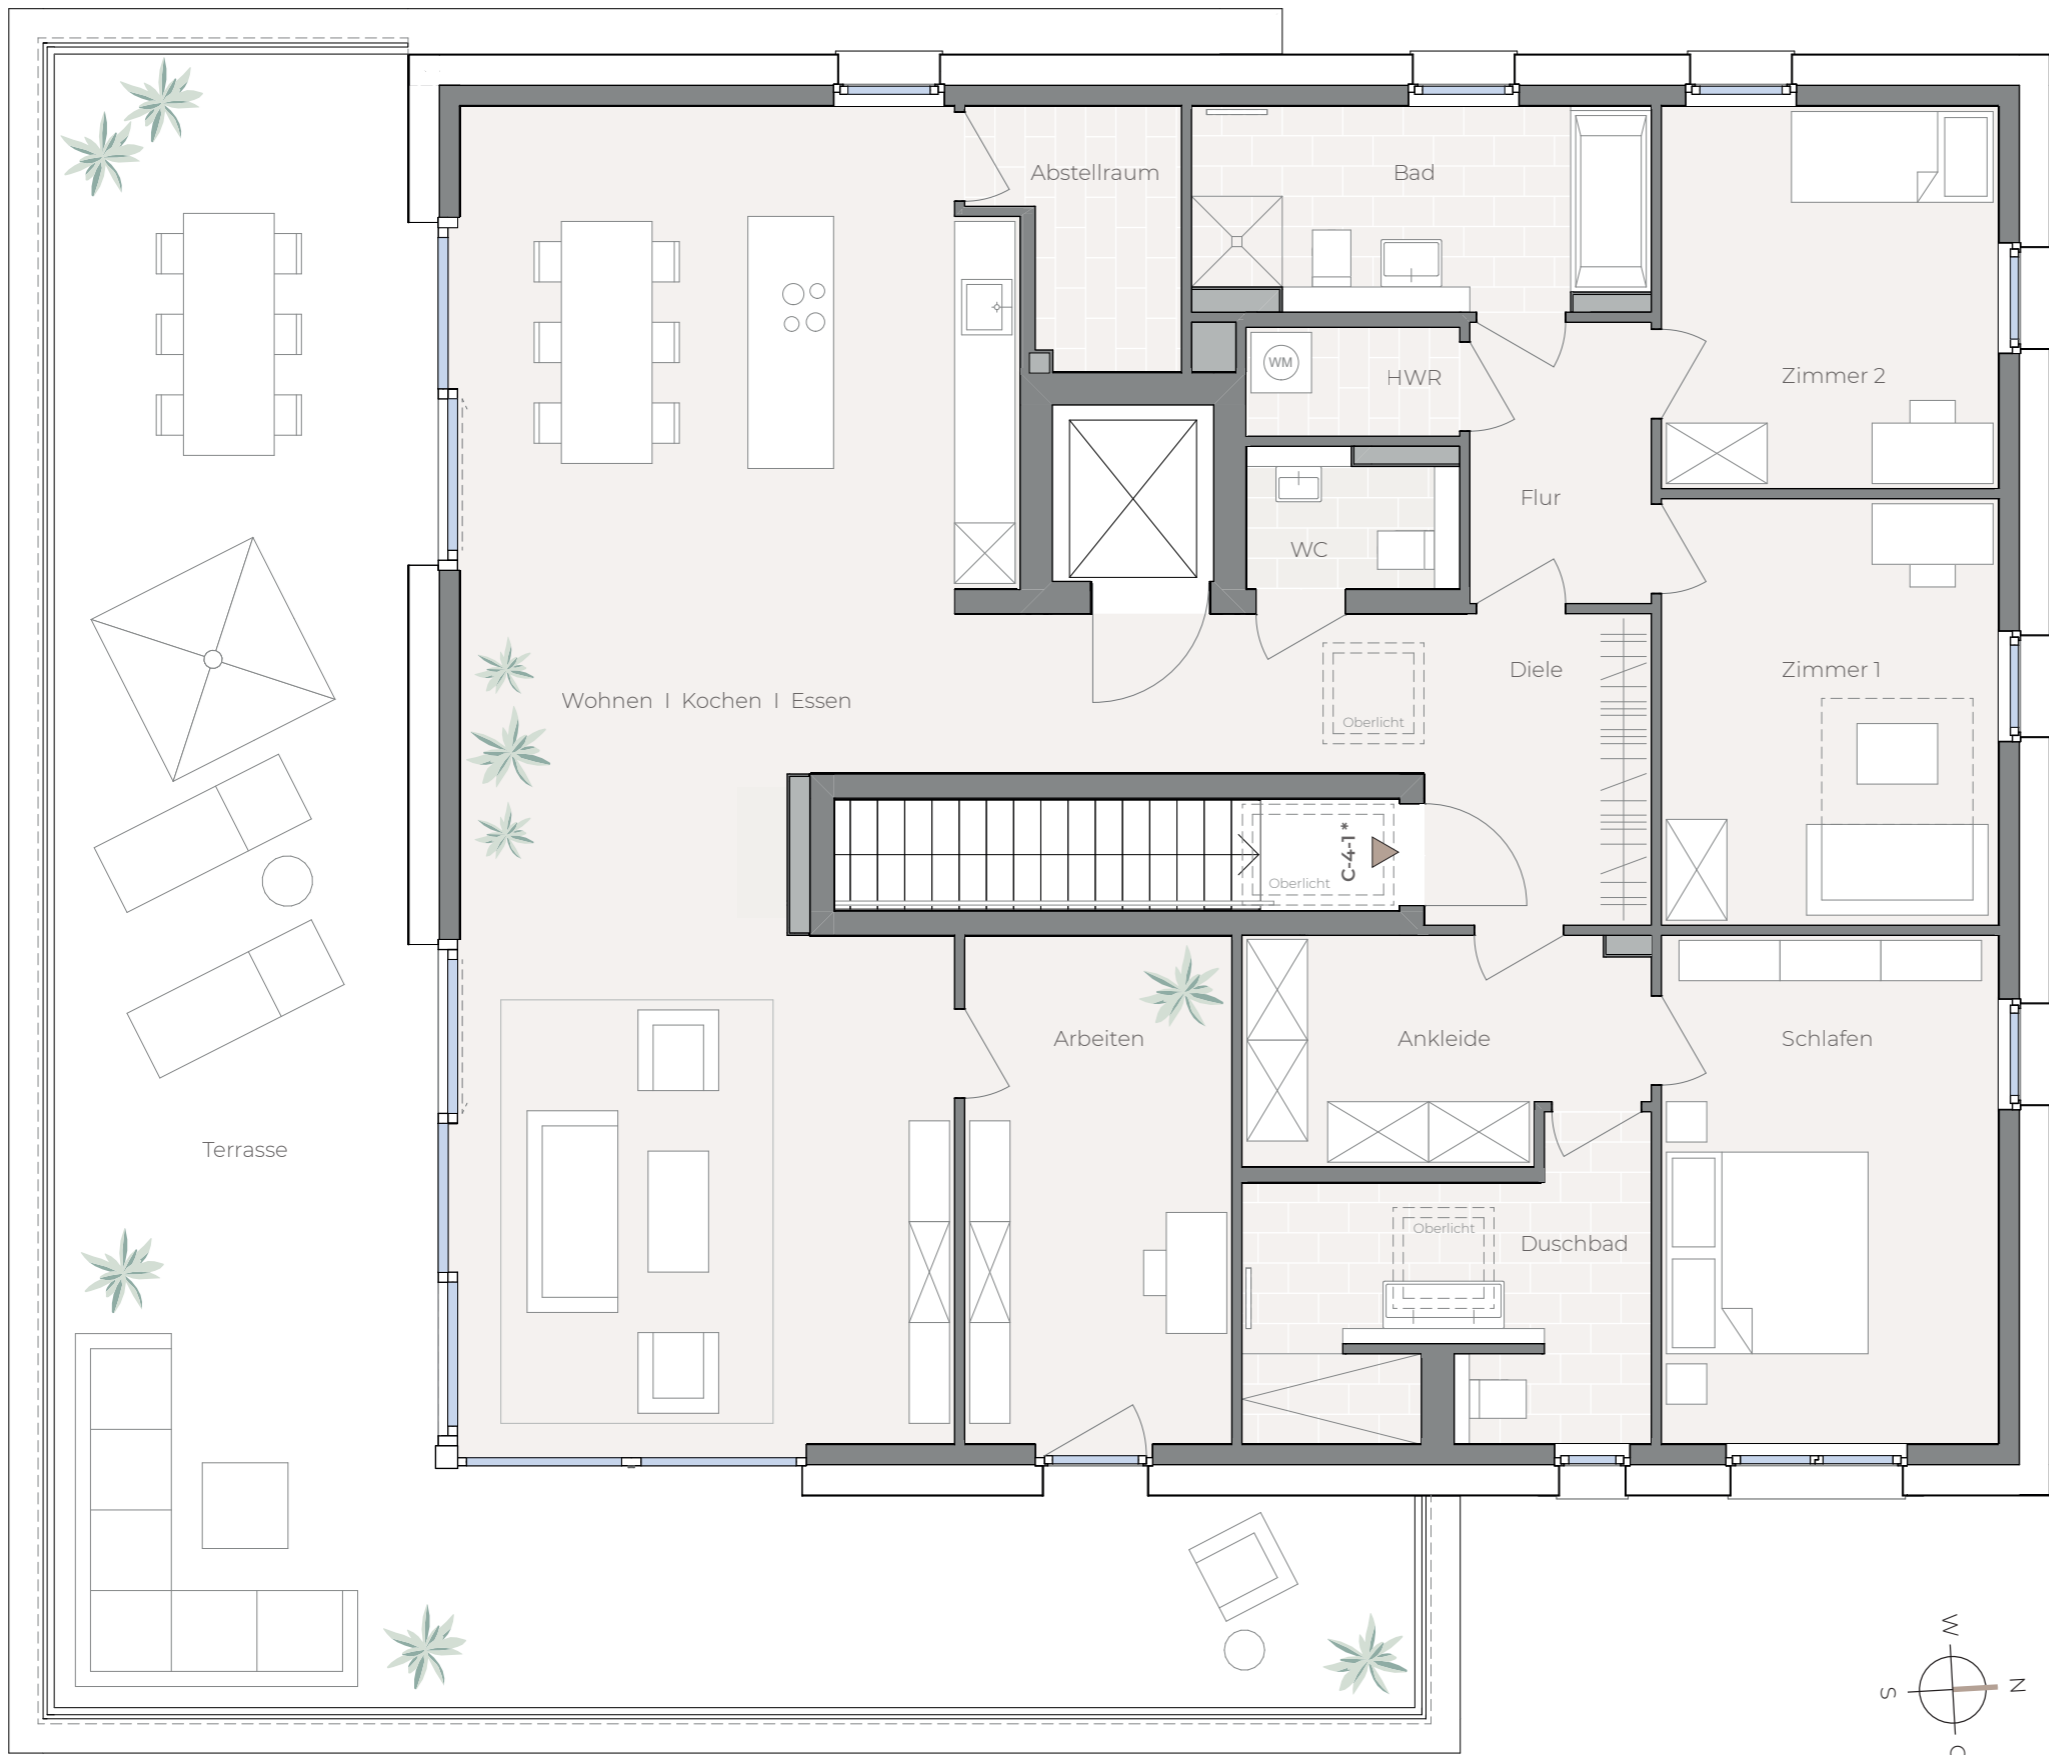 Abstellraum
Bad
WM
HWR
Zimmer 2
Flur
WC
Diele
Zimmer 1
Wohnen I Kochen I Essen
Oberlicht
C-4-1 *
Oberlicht
Arbeiten
Ankleide
Schlafen
Terrasse
Oberlicht
Duschbad
W
N
S